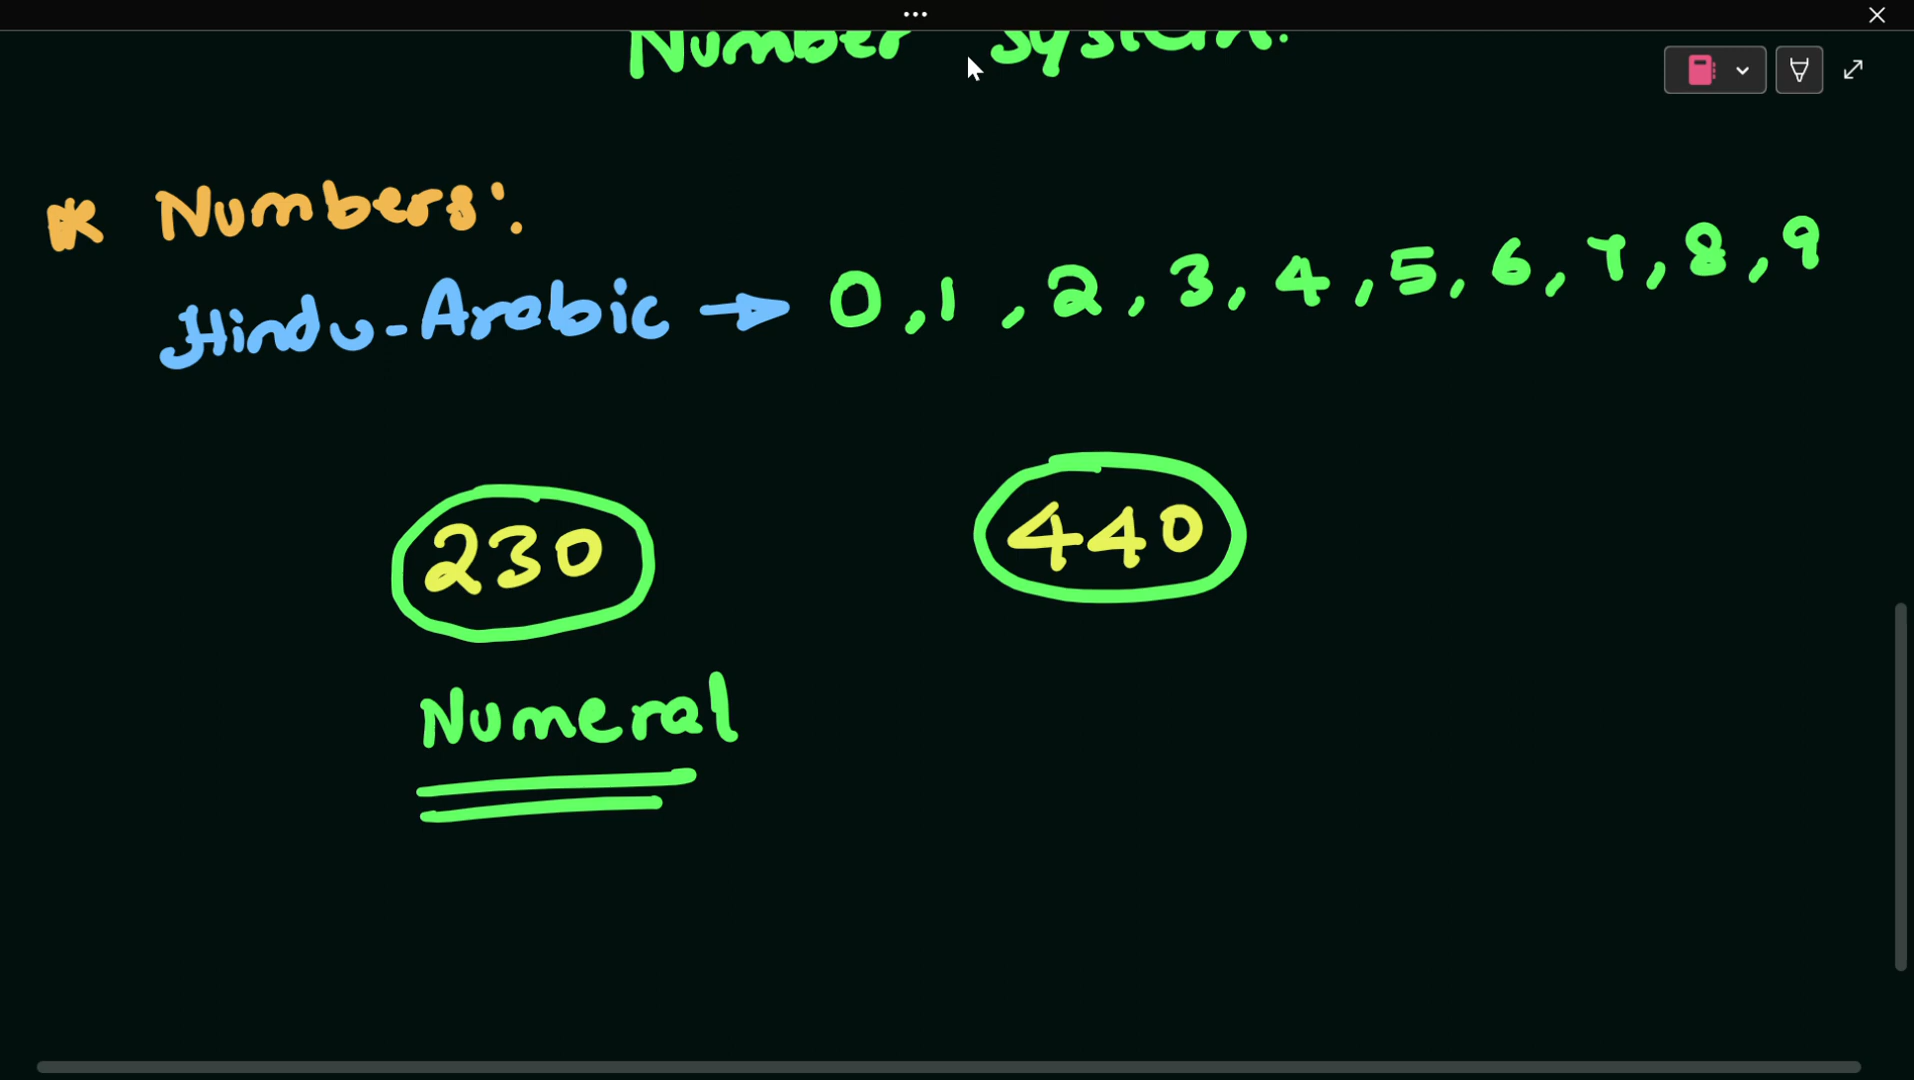 Number System:
* Numbers:
Hindu-Arabic → 0,1,2,3,4,5,6,7,8,9
230 440
Numeral